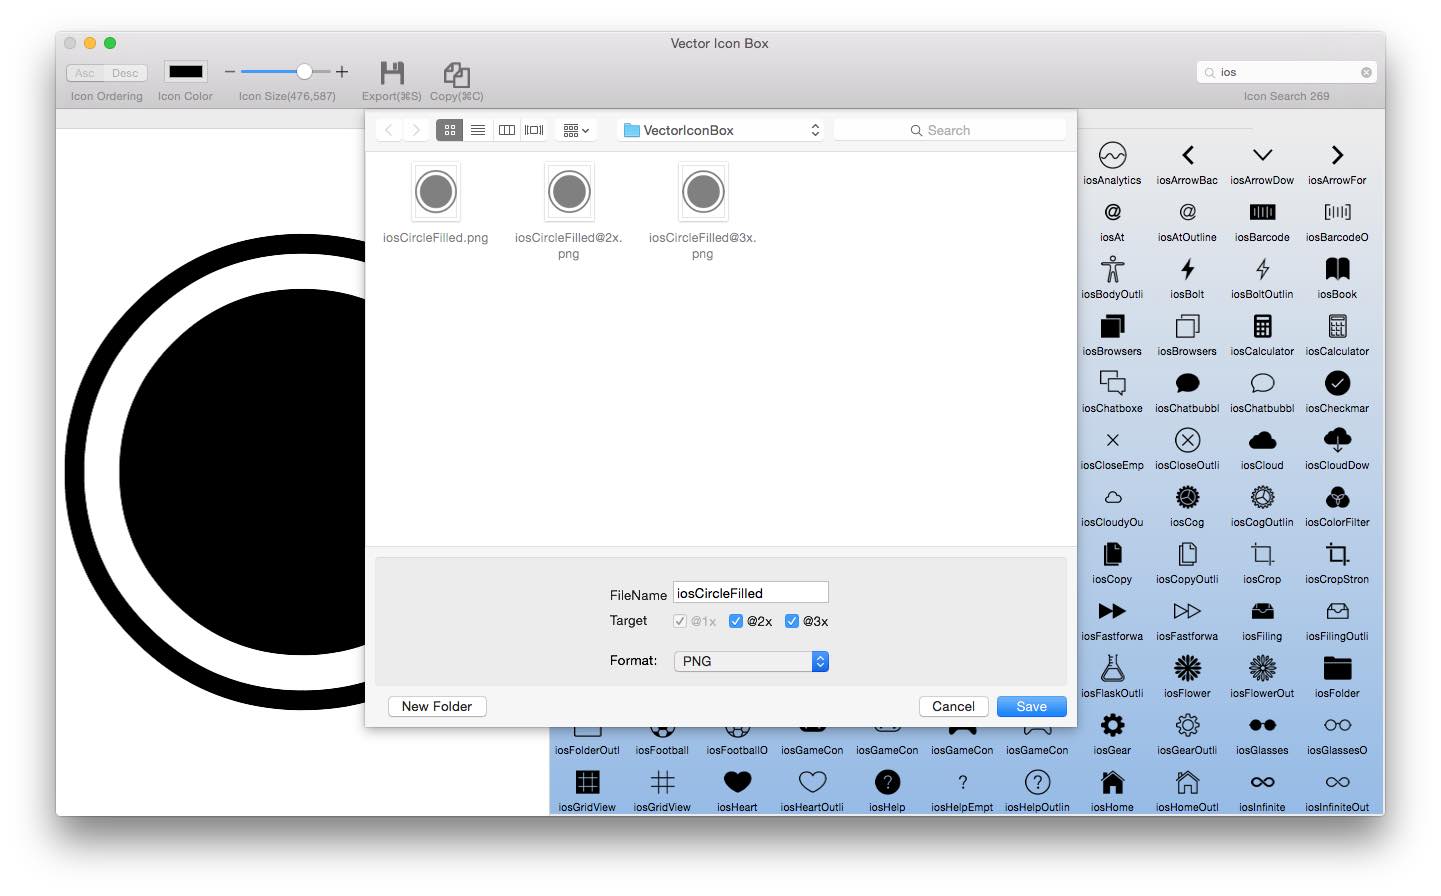 Vector Icon Box
Asc Desc
ios
Icon Ordering Icon Color Icon Size(476,587) Export(⌘S) Copy(⌘C) Icon Search 269
VectorIconBox
Search
iosCircleFilled.png iosCircleFilled@2x.png iosCircleFilled@3x.png
FileName iosCircleFilled
Target @1x @2x @3x
Format: PNG
New Folder Cancel Save
iosAnalytics iosArrowBac iosArrowDow iosArrowFor
iosAt iosAtOutline iosBarcode iosBarcodeO
iosBodyOutli iosBolt iosBoltOutlin iosBook
iosBrowsers iosBrowsers iosCalculator iosCalculator
iosChatboxe iosChatbubbl iosChatbubbl iosCheckmar
iosCloseEmp iosCloseOutli iosCloud iosCloudDow
iosCloudyOu iosCog iosCogOutlin iosColorFilter
iosCopy iosCopyOutli iosCrop iosCropStron
iosFastforwa iosFastforwa iosFiling iosFilingOutli
iosFlaskOutli iosFlower iosFlowerOut iosFolder
iosFolderOutl iosFootball iosFootballO iosGameCon iosGameCon iosGameCon iosGameCon iosGear iosGearOutli iosGlasses iosGlassesO
iosGridView iosGridView iosHeart iosHeartOutli iosHelp iosHelpEmpt iosHelpOutlin iosHome iosHomeOutl iosInfinite iosInfiniteOut